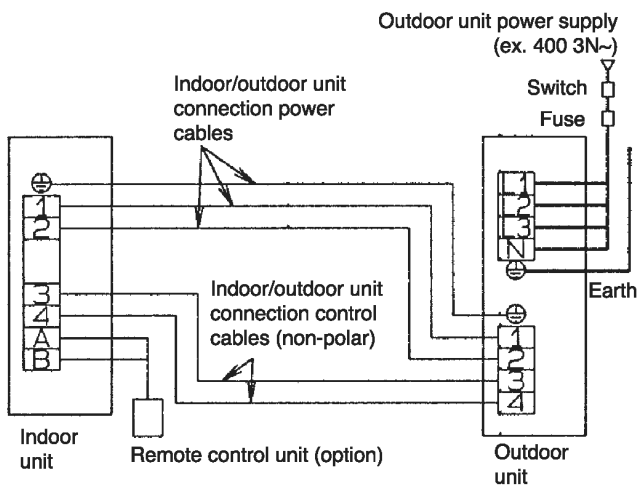 Outdoor unit power supply
(ex. 400 3N~)
Switch
Fuse
Indoor/outdoor unit
connection power
cables
1
2
3
4
A
B
1
2
3
N
Earth
Indoor/outdoor unit
connection control
cables (non-polar)
1
2
3
4
Indoor
unit
Remote control unit (option)
Outdoor
unit